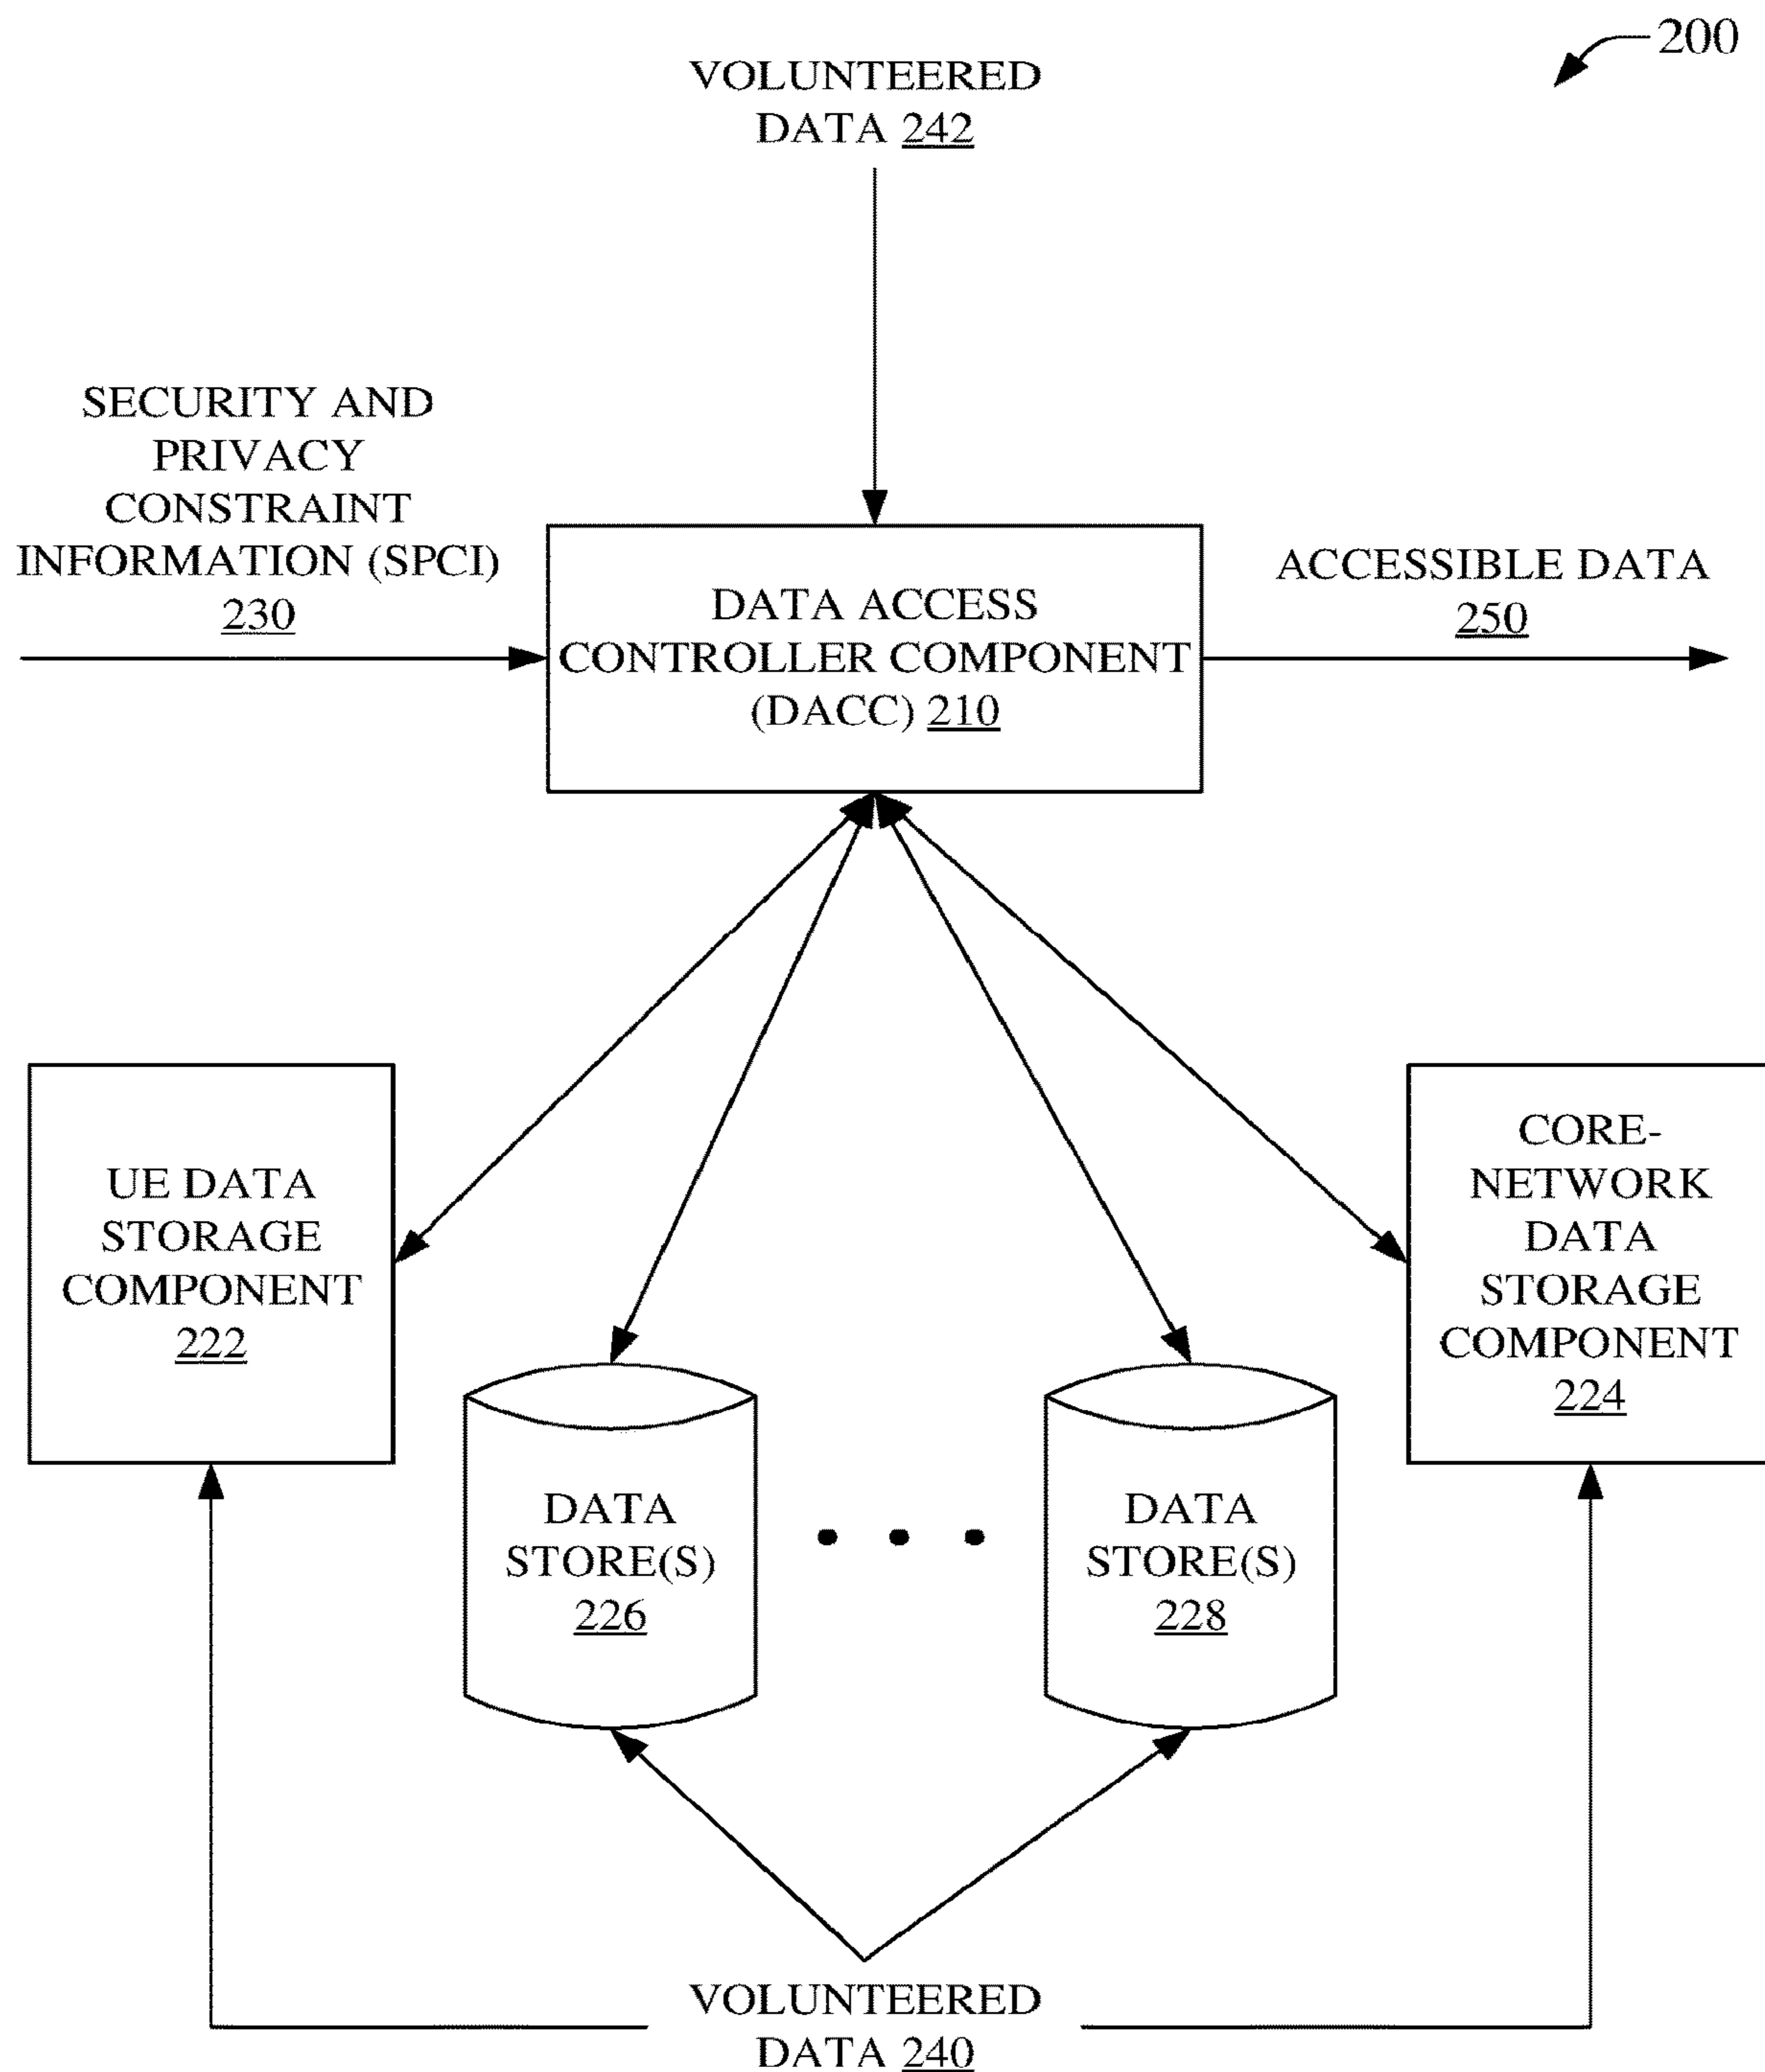 200
VOLUNTEERED
DATA 242
SECURITY AND
PRIVACY
CONSTRAINT
INFORMATION (SPCI)
230
DATA ACCESS
CONTROLLER COMPONENT
(DACC) 210
ACCESSIBLE DATA
250
UE DATA
STORAGE
COMPONENT
222
DATA
STORE(S)
226
DATA
STORE(S)
228
CORE-
NETWORK
DATA
STORAGE
COMPONENT
224
VOLUNTEERED
DATA 240